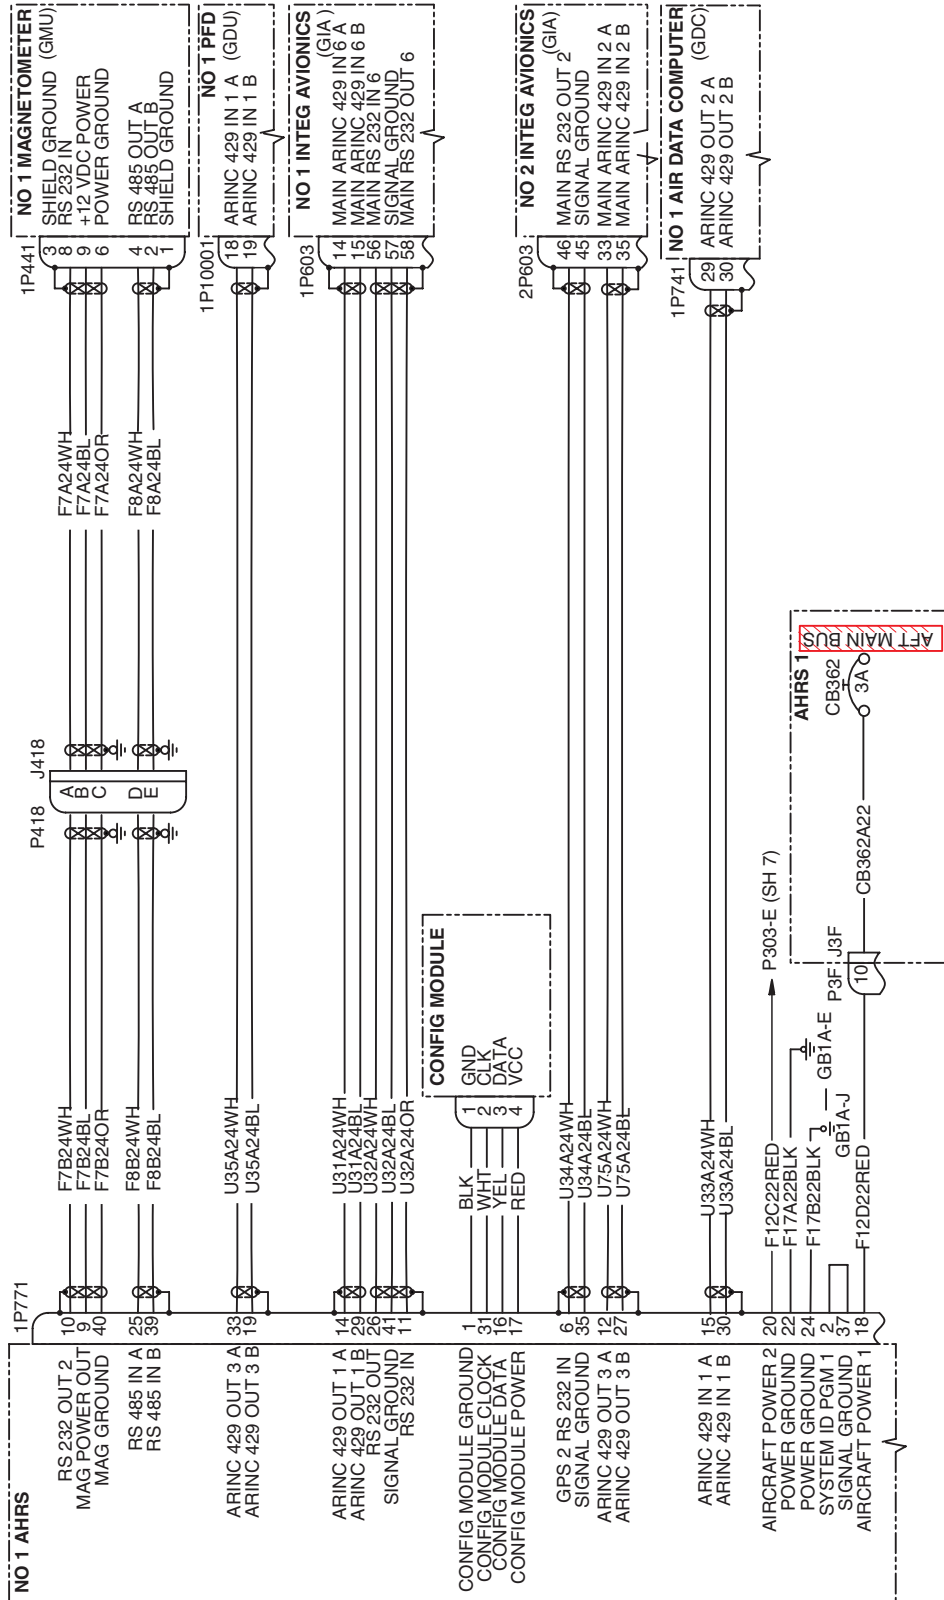 NO 1 AHRS
1P771
RS 232 OUT 2 10 F7B24WH
MAG POWER OUT 9 F7B24BL
MAG GROUND 40 F7B24OR
RS 485 IN A 25 F8B24WH
RS 485 IN B 39 F8B24BL
ARINC 429 OUT 3 A 33 U35A24WH
ARINC 429 OUT 3 B 19 U35A24BL
ARINC 429 OUT 1 A 14 U31A24WH
ARINC 429 OUT 1 B 29 U31A24BL
RS 232 OUT 26 U32A24WH
SIGNAL GROUND 41 U32A24BL
RS 232 IN 11 U32A24OR
CONFIG MODULE GROUND 1 BLK
CONFIG MODULE CLOCK 31 WHT
CONFIG MODULE DATA 16 YEL
CONFIG MODULE POWER 17 RED
GPS 2 RS 232 IN 6 U34A24WH
SIGNAL GROUND 35 U34A24BL
ARINC 429 OUT 3 A 12 U75A24WH
ARINC 429 OUT 3 B 27 U75A24BL
ARINC 429 IN 1 A 15 U33A24WH
ARINC 429 IN 1 B 30 U33A24BL
AIRCRAFT POWER 2 20 F12C22RED
POWER GROUND 22 F17A22BLK
POWER GROUND 24 F17B22BLK
SYSTEM ID PGM 1 2
SIGNAL GROUND 37
AIRCRAFT POWER 1 18 F12D22RED
P418 J418
A F7A24WH
B F7A24BL
C F7A24OR
D F8A24WH
E F8A24BL
CONFIG MODULE
1 GND
2 CLK
3 DATA
4 VCC
P303-E (SH 7)
GB1A-E
GB1A-J
P3F J3F
10 CB362A22
AHRS 1
CB362
3A
AFT MAIN BUS
1P441
NO 1 MAGNETOMETER
(GMU)
3 SHIELD GROUND
8 RS 232 IN
9 +12 VDC POWER
6 POWER GROUND
4 RS 485 OUT A
2 RS 485 OUT B
1 SHIELD GROUND
1P10001
NO 1 PFD
(GDU)
18 ARINC 429 IN 1 A
19 ARINC 429 IN 1 B
1P603
NO 1 INTEG AVIONICS
(GIA)
14 MAIN ARINC 429 IN 6 A
15 MAIN ARINC 429 IN 6 B
56 MAIN RS 232 IN 6
57 SIGNAL GROUND
58 MAIN RS 232 OUT 6
2P603
NO 2 INTEG AVIONICS
(GIA)
46 MAIN RS 232 OUT 2
45 SIGNAL GROUND
33 MAIN ARINC 429 IN 2 A
35 MAIN ARINC 429 IN 2 B
1P741
NO 1 AIR DATA COMPUTER
(GDC)
29 ARINC 429 OUT 2 A
30 ARINC 429 OUT 2 B